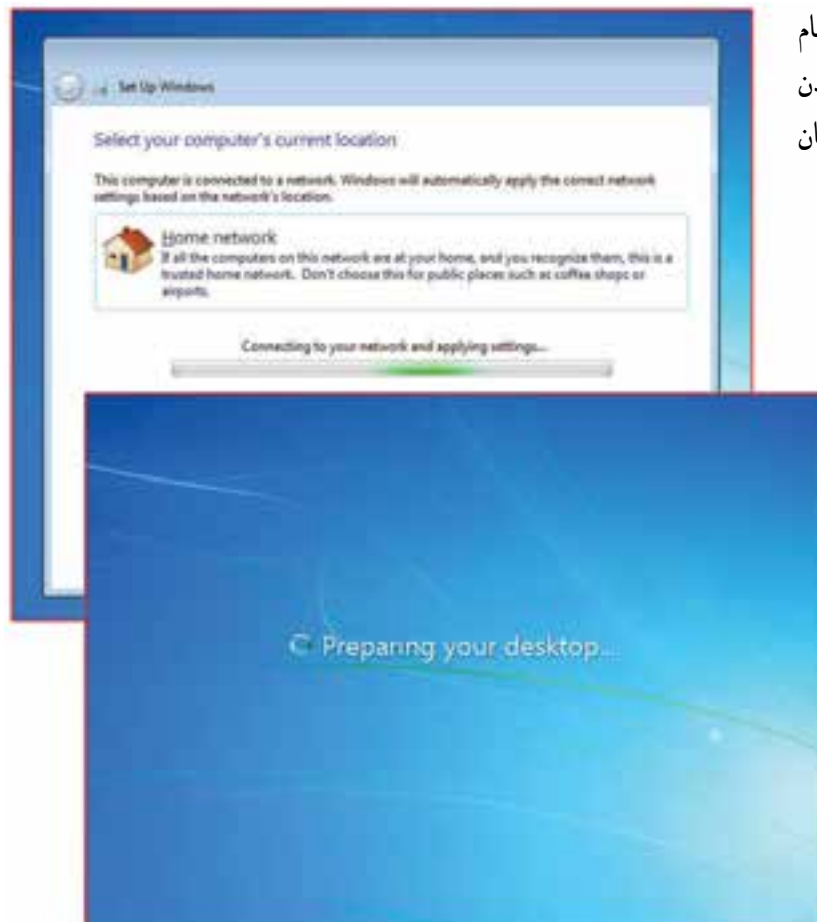 Set Up Windows
Select your computer's current location
This computer is connected to a network. Windows will automatically apply the correct network
settings based on the network's location.
Home network
If all the computers on this network are at your home, and you recognize them, this is a
trusted home network. Don't choose this for public places such as coffee shops or
airports.
Connecting to your network and applying settings...
Preparing your desktop...